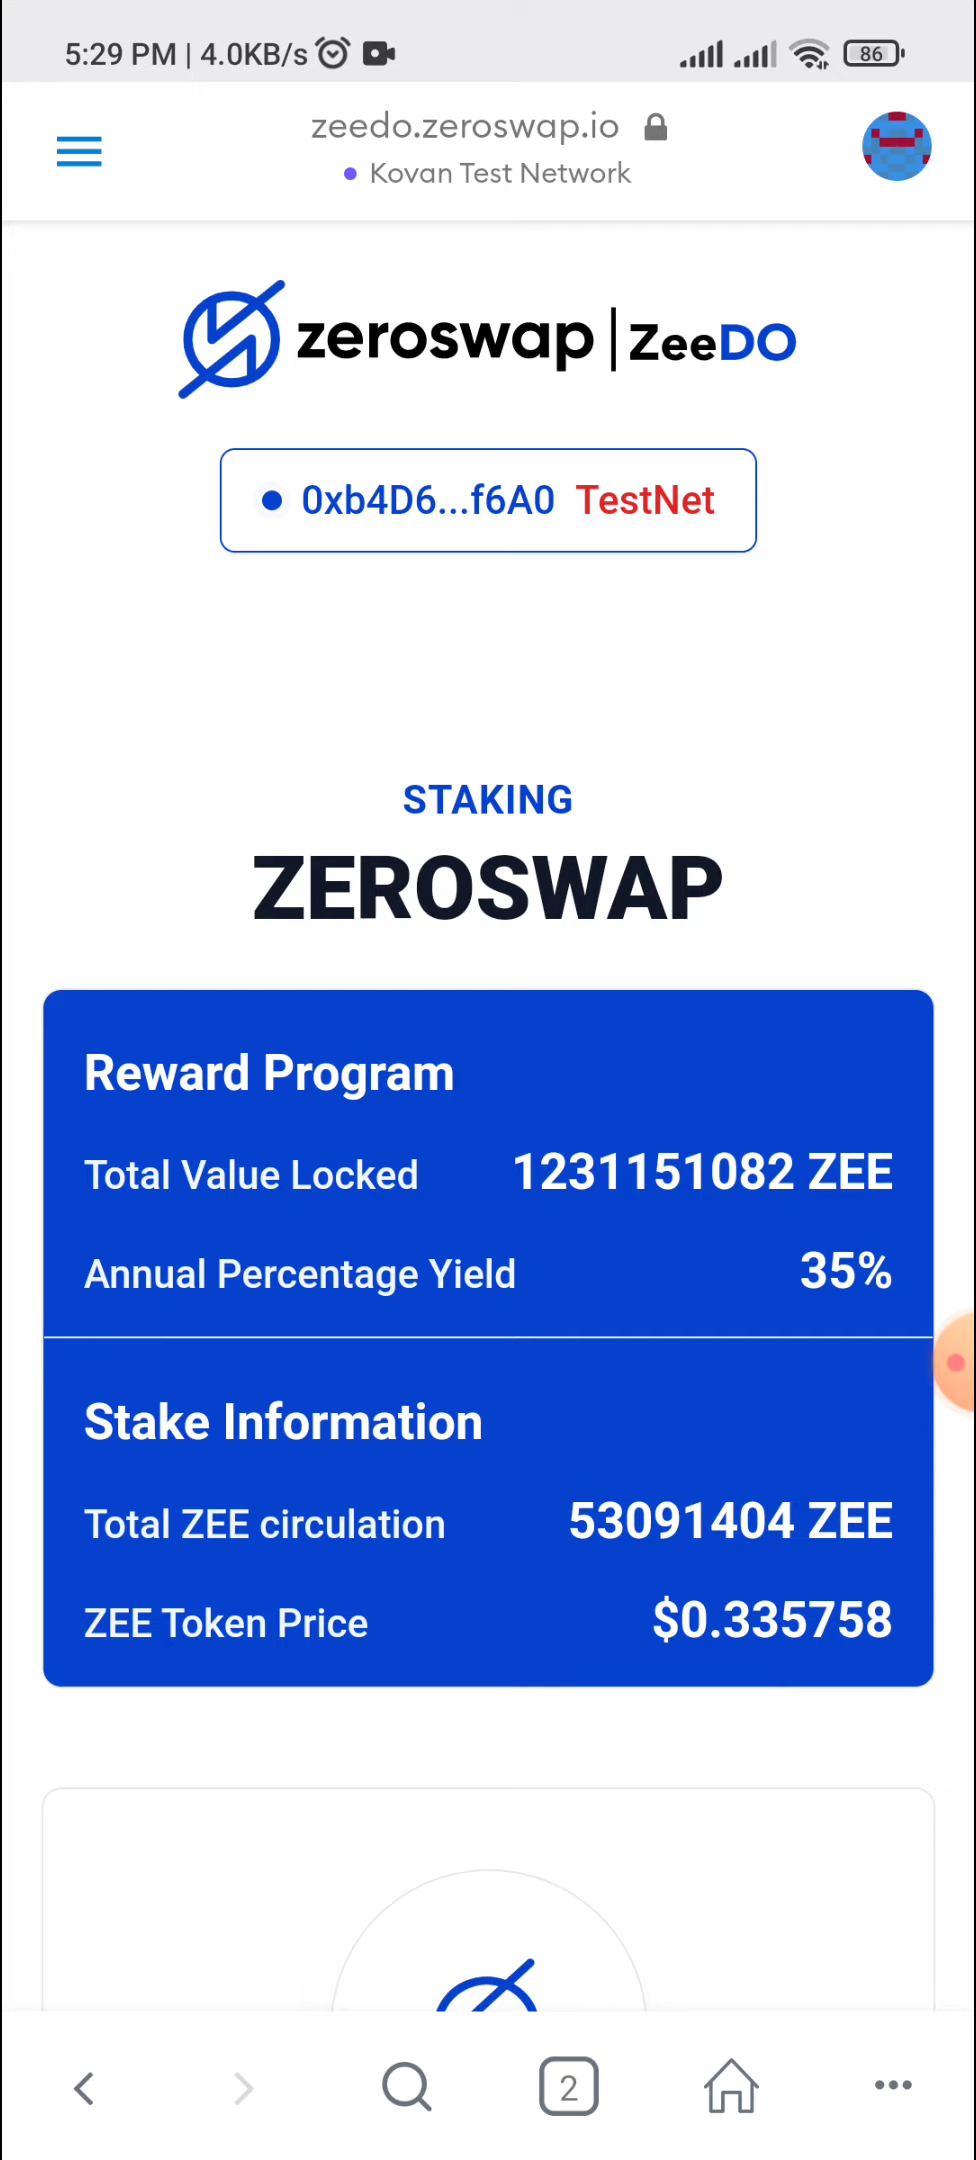 5:29 PM | 4.0KB/s 86
zeedo.zeroswap.io
Kovan Test Network
zeroswap | ZeeDO
0xb4D6...f6A0 TestNet
STAKING
ZEROSWAP
Reward Program
Total Value Locked 1231151082 ZEE
Annual Percentage Yield 35%
Stake Information
Total ZEE circulation 53091404 ZEE
ZEE Token Price $0.335758
2